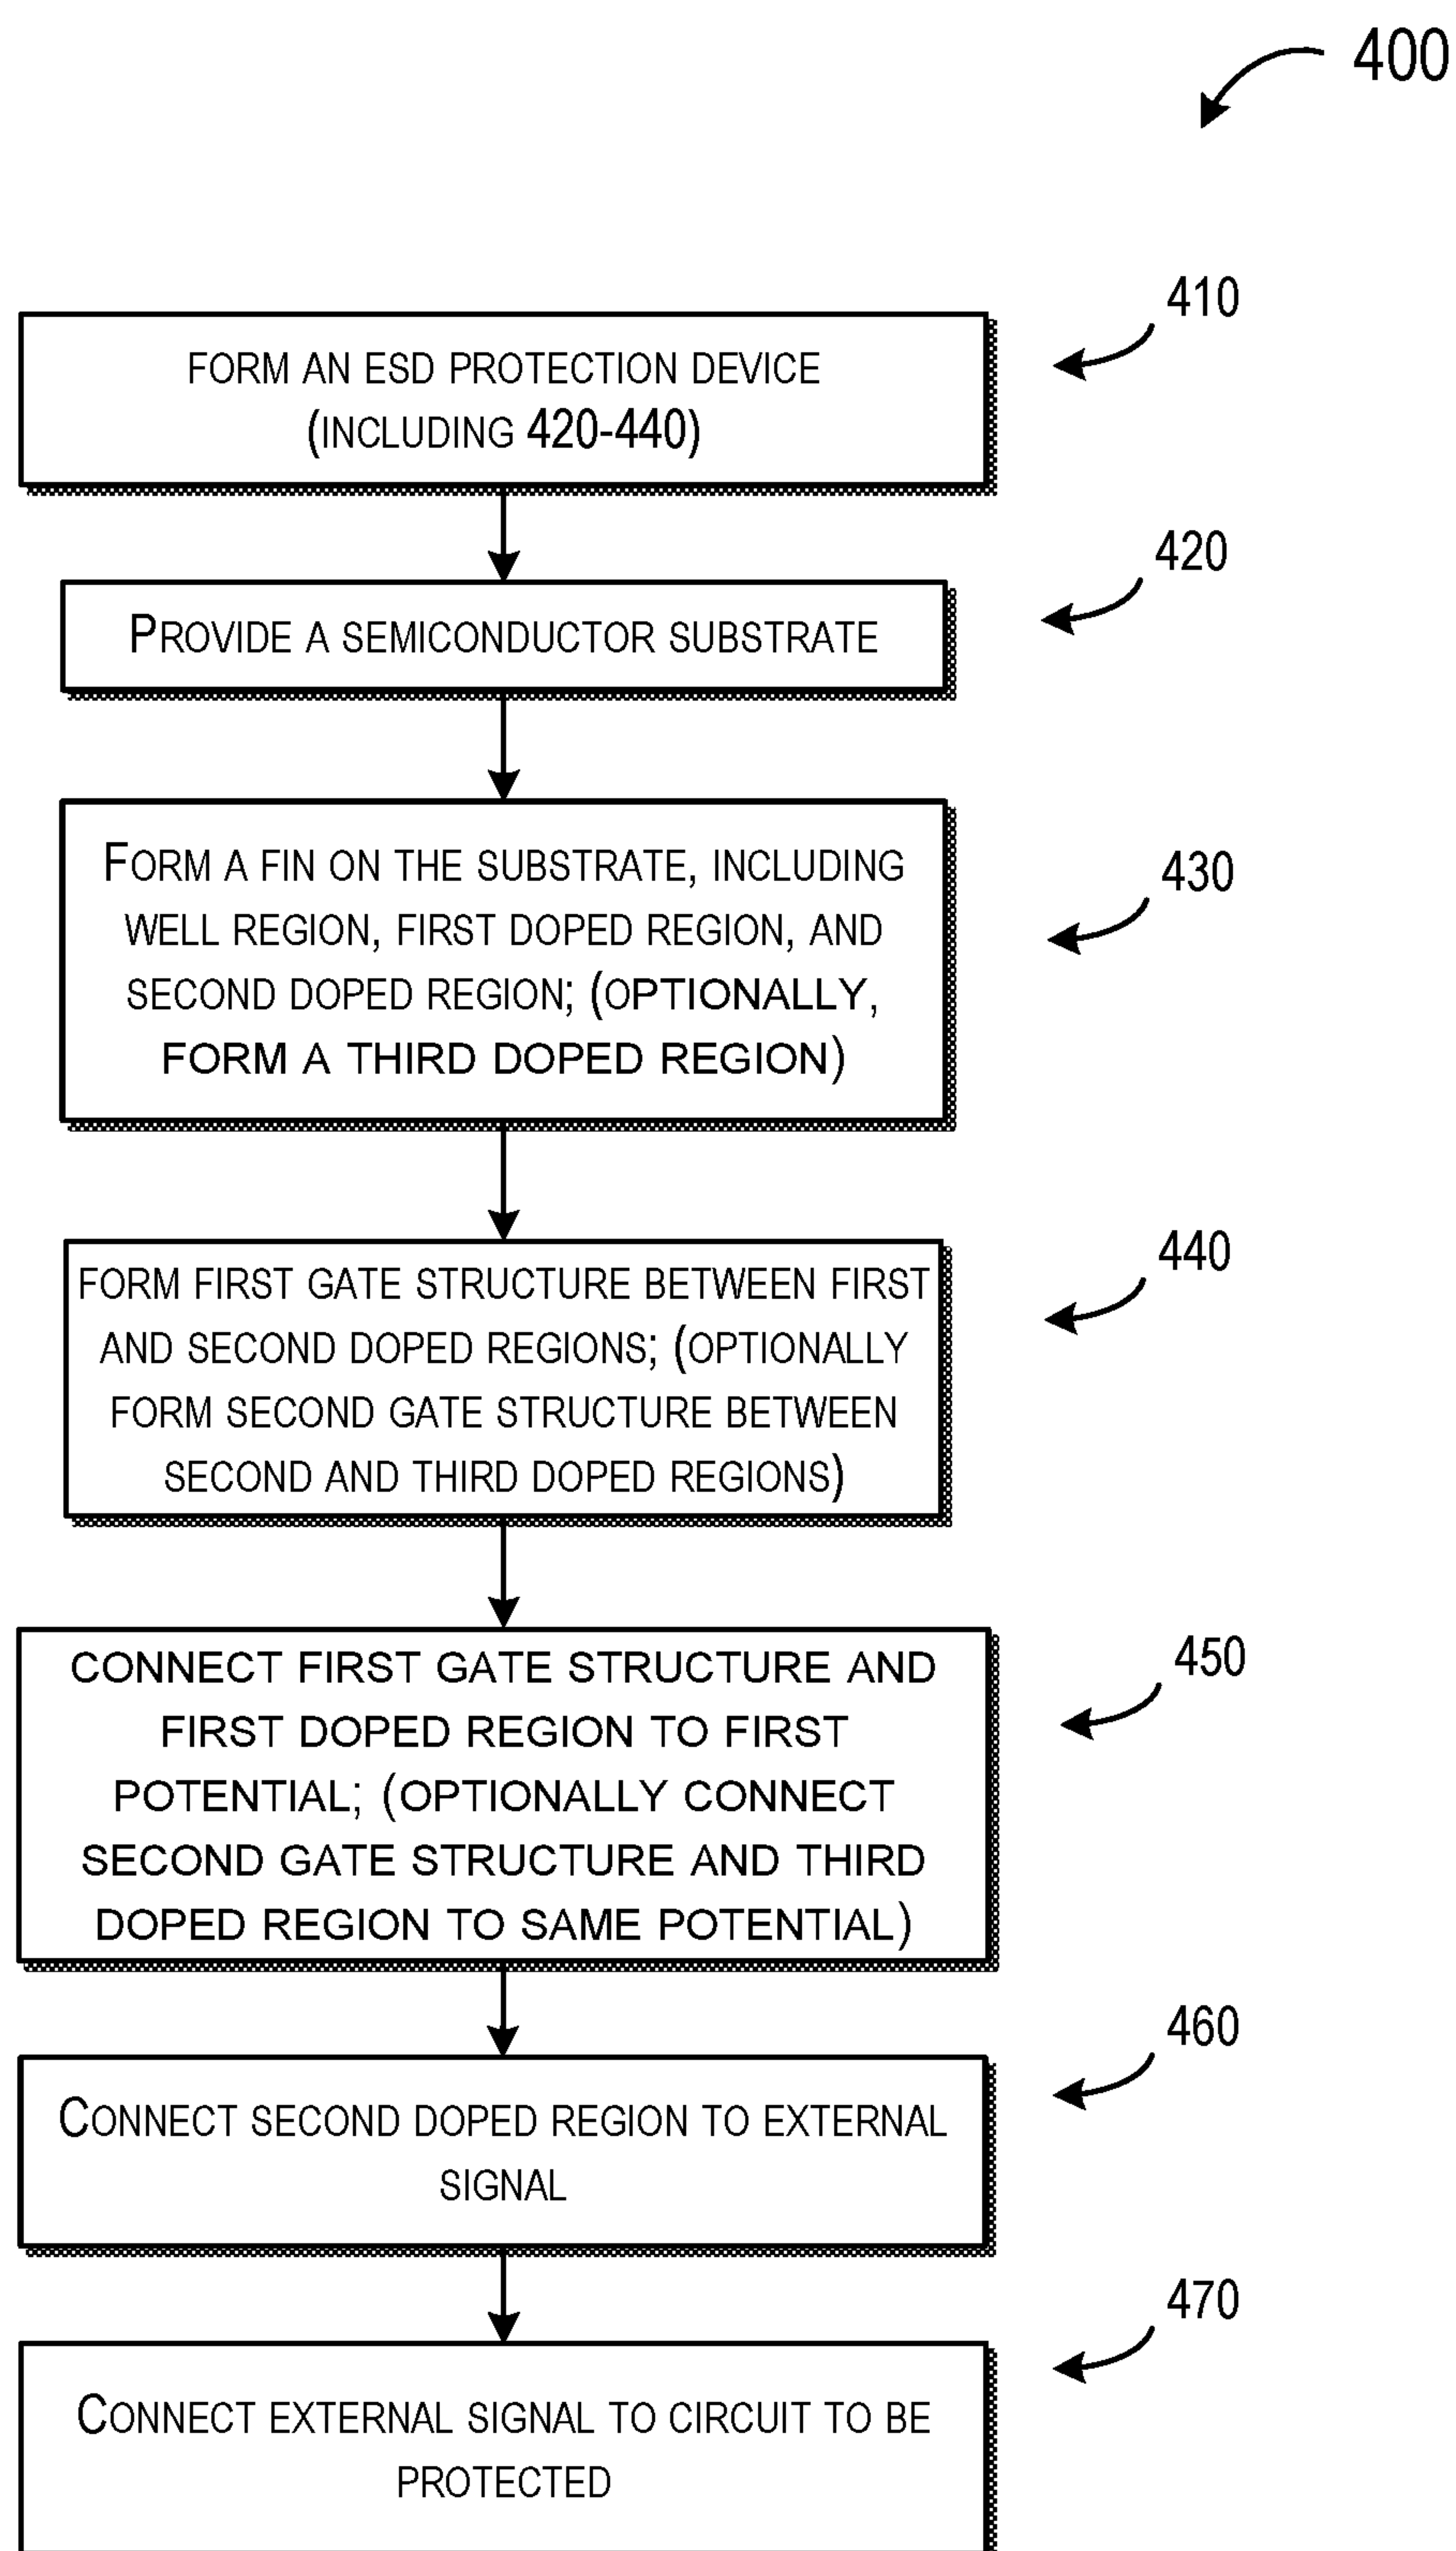 400
410
FORM AN ESD PROTECTION DEVICE
(INCLUDING 420-440)
420
PROVIDE A SEMICONDUCTOR SUBSTRATE
430
FORM A FIN ON THE SUBSTRATE, INCLUDING
WELL REGION, FIRST DOPED REGION, AND
SECOND DOPED REGION; (OPTIONALLY,
FORM A THIRD DOPED REGION)
440
FORM FIRST GATE STRUCTURE BETWEEN FIRST
AND SECOND DOPED REGIONS; (OPTIONALLY
FORM SECOND GATE STRUCTURE BETWEEN
SECOND AND THIRD DOPED REGIONS)
450
CONNECT FIRST GATE STRUCTURE AND
FIRST DOPED REGION TO FIRST
POTENTIAL; (OPTIONALLY CONNECT
SECOND GATE STRUCTURE AND THIRD
DOPED REGION TO SAME POTENTIAL)
460
CONNECT SECOND DOPED REGION TO EXTERNAL
SIGNAL
470
CONNECT EXTERNAL SIGNAL TO CIRCUIT TO BE
PROTECTED